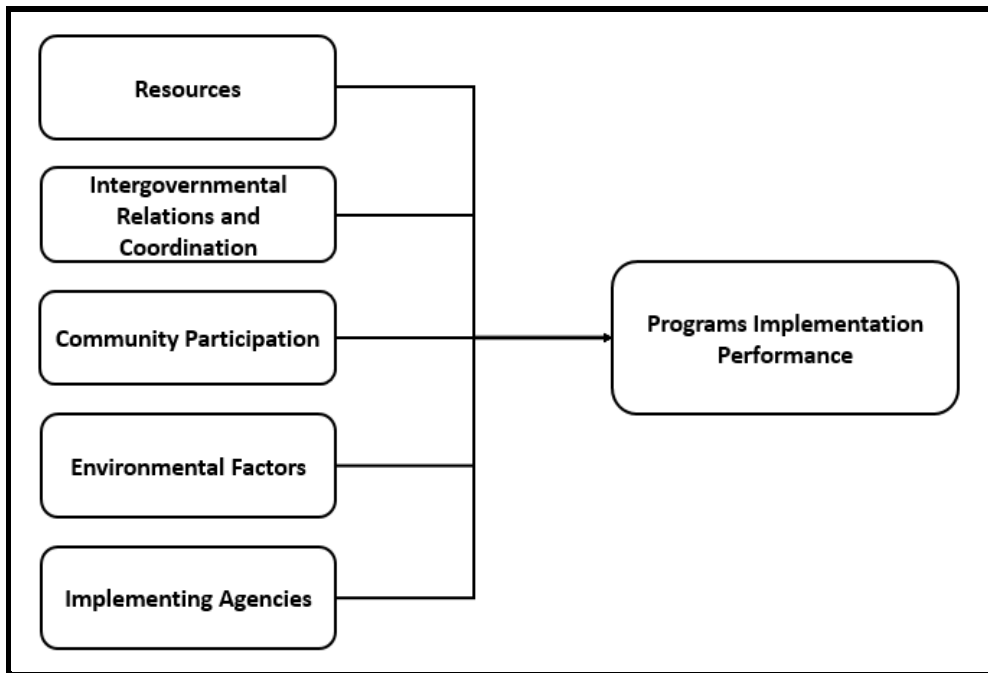 Resources
Intergovernmental
Relations and
Coordination
Community Participation
Programs Implementation
Performance
Environmental Factors
Implementing Agencies